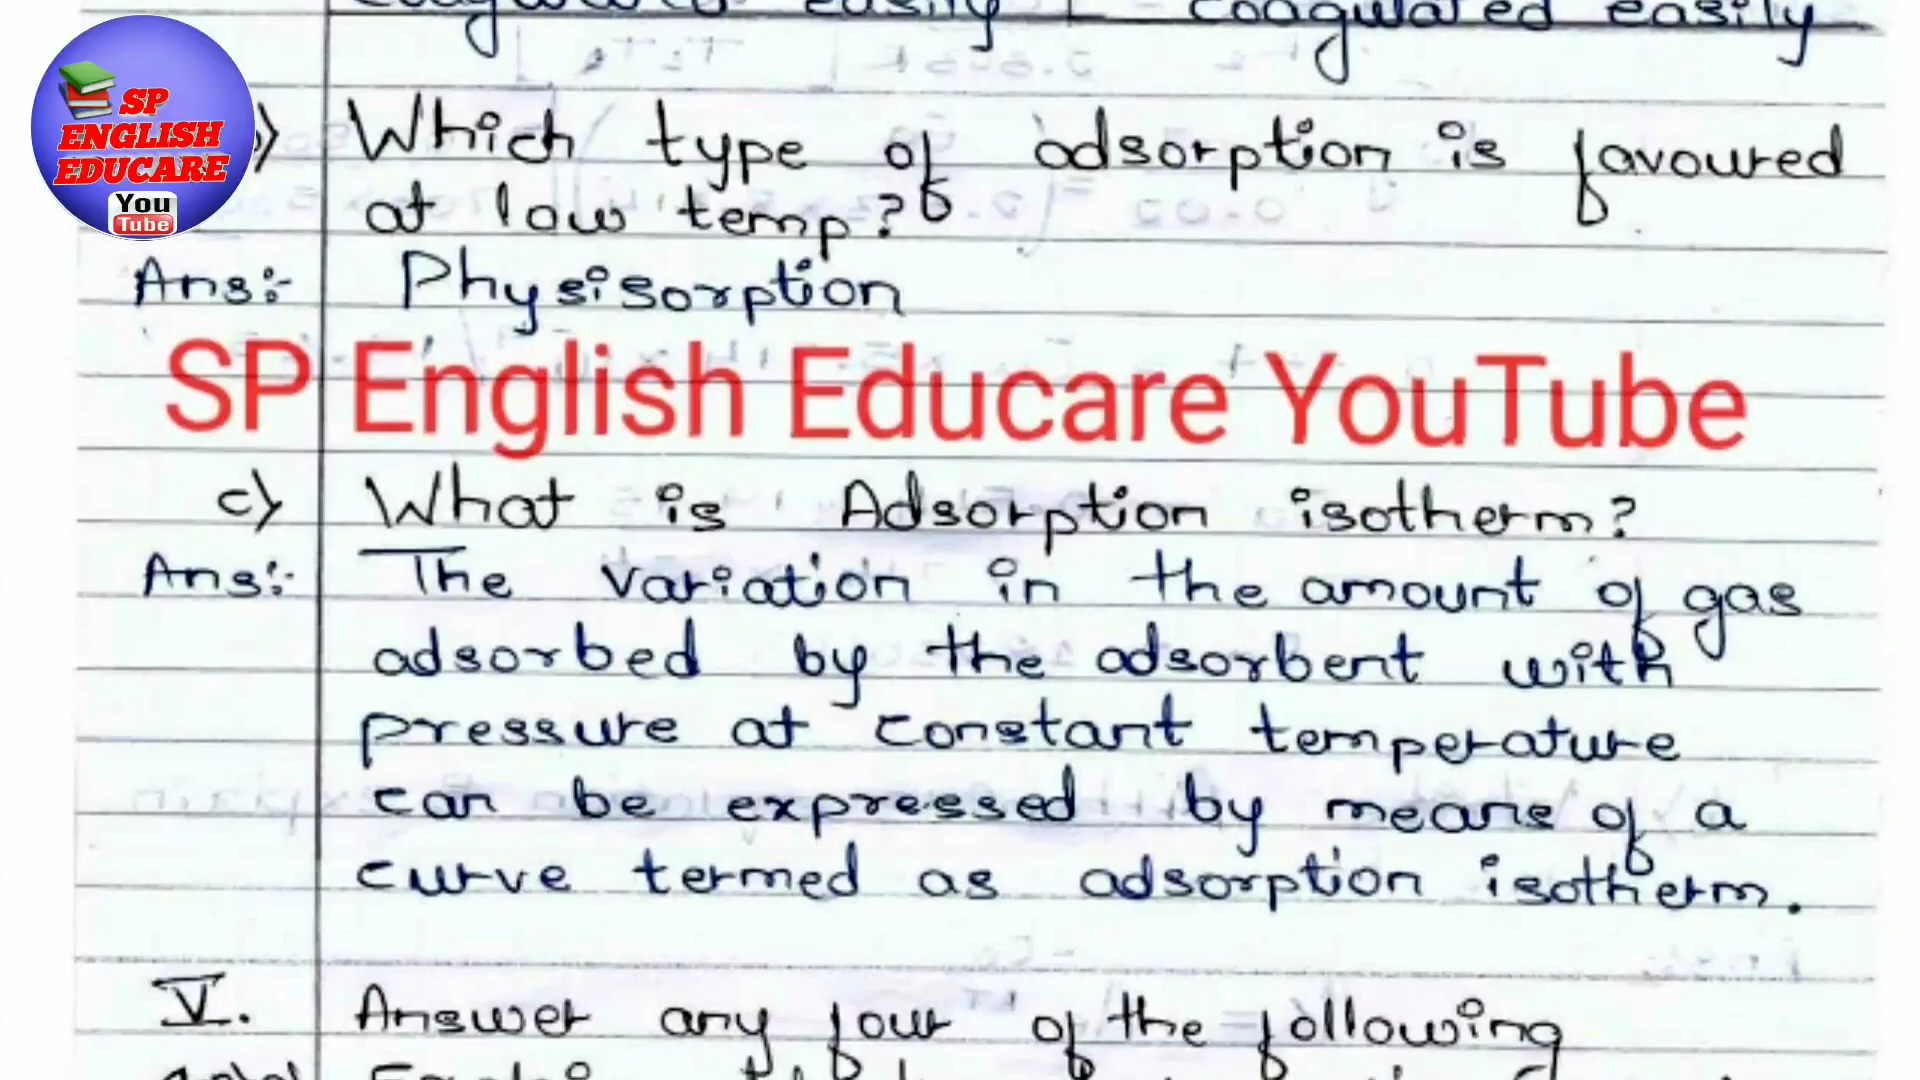 coagulated easily
SP
ENGLISH
EDUCARE
You
Tube
b) Which type of adsorption is favoured
at low temp?
Ans:- Physisorption
SP English Educare YouTube
c) What is Adsorption isotherm?
Ans:- The variation in the amount of gas
adsorbed by the adsorbent with
pressure at constant temperature
can be expressed by means of a
curve termed as adsorption isotherm.
V. Answer any four of the following